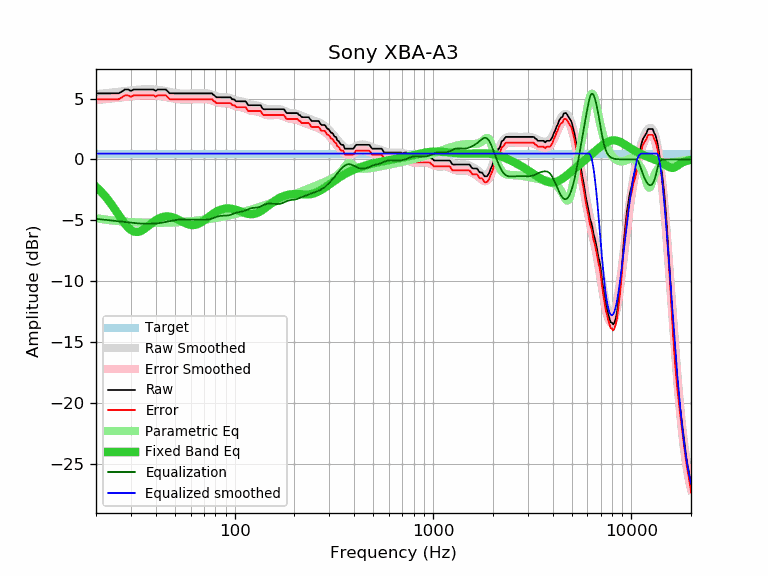 Sony XBA-A3
Amplitude (dBr)
5
0
−5
−10
−15
−20
−25
Target
Raw Smoothed
Error Smoothed
Raw
Error
Parametric Eq
Fixed Band Eq
Equalization
Equalized smoothed
100
1000
10000
Frequency (Hz)